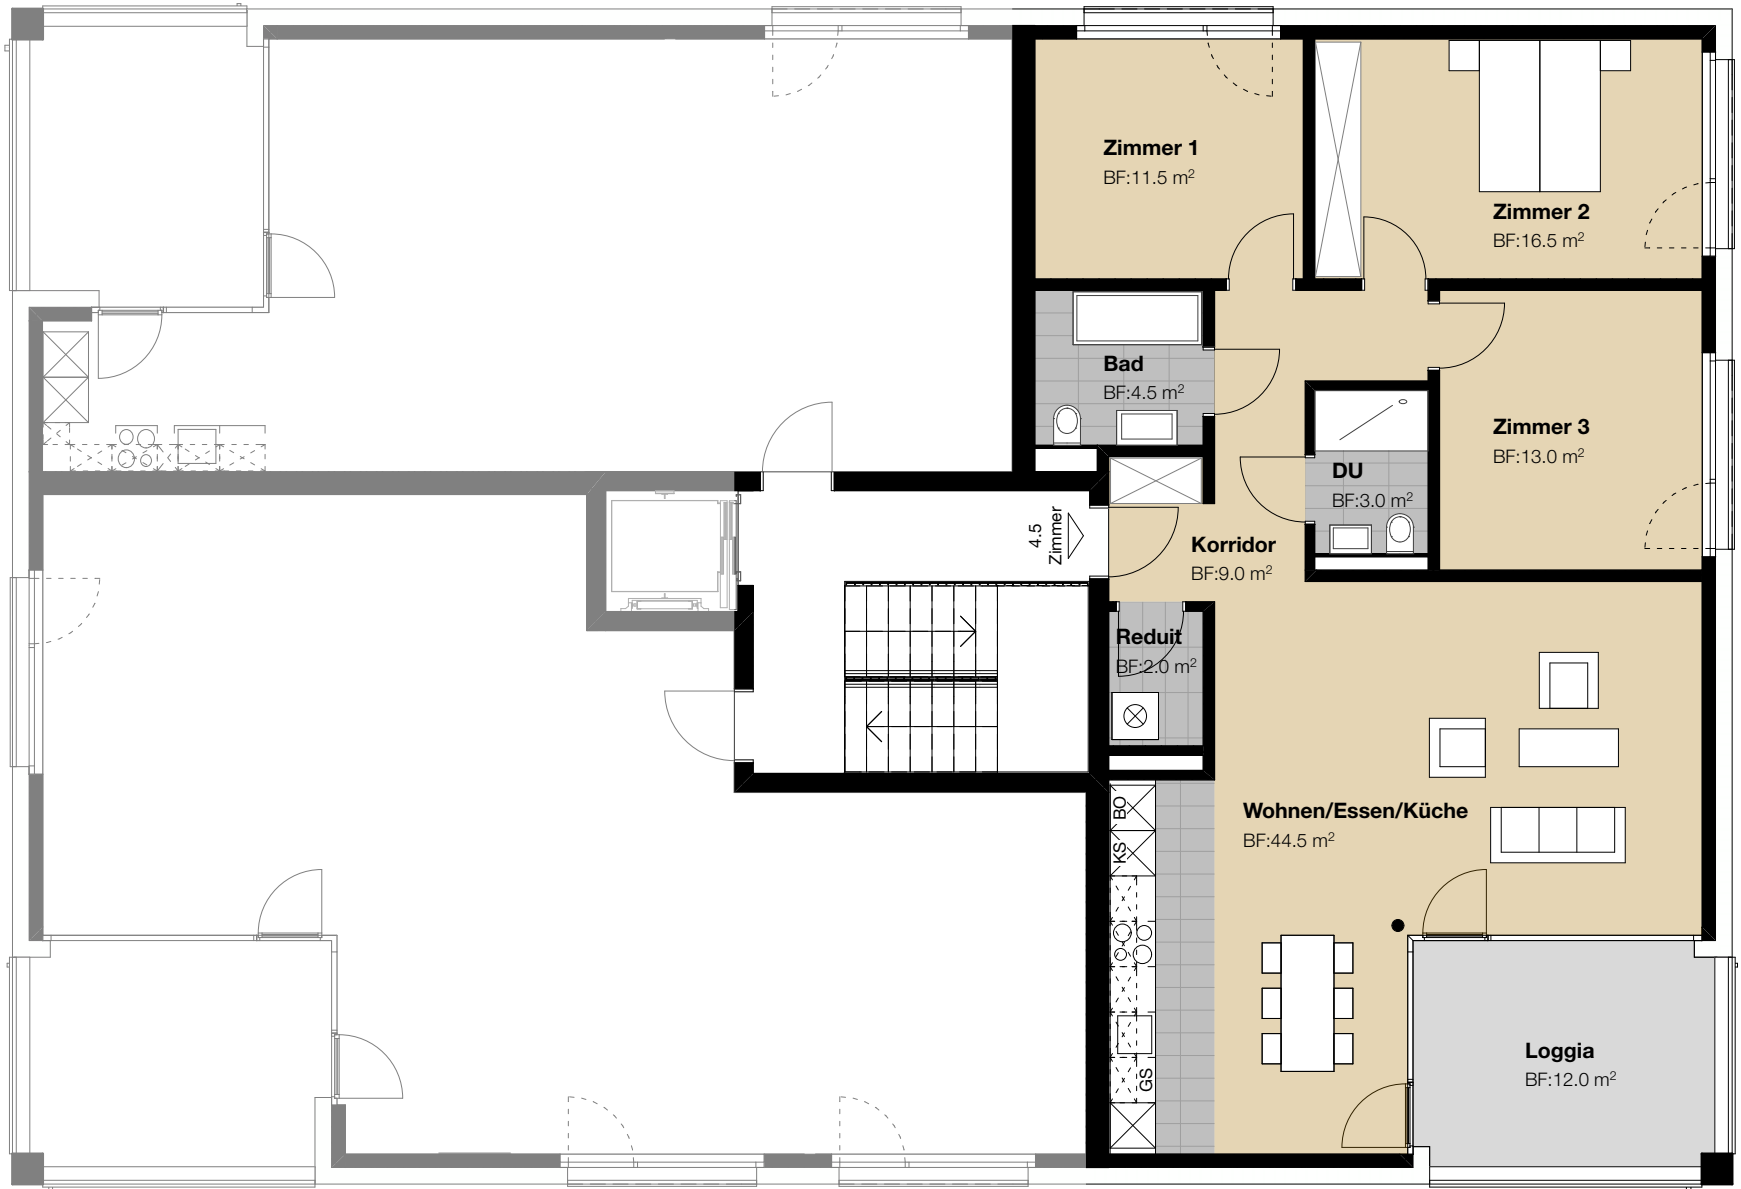 Zimmer 1
BF:11.5 m²
Zimmer 2
BF:16.5 m²
Bad
BF:4.5 m²
Zimmer 3
BF:13.0 m²
DU
BF:3.0 m²
4.5
Zimmer
Korridor
BF:9.0 m²
Reduit
BF:2.0 m²
BO
KS
Wohnen/Essen/Küche
BF:44.5 m²
GS
Loggia
BF:12.0 m²